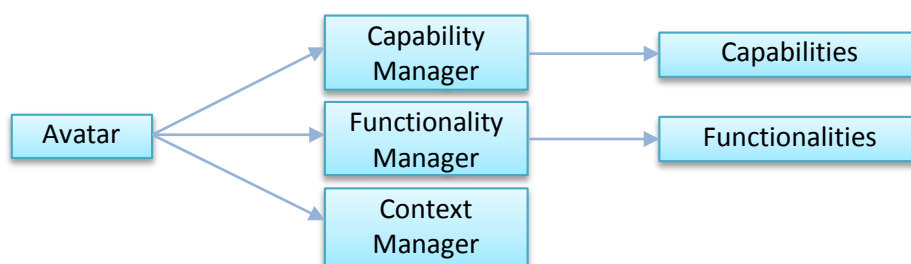 Avatar
Capability
Manager
Functionality
Manager
Context
Manager
Capabilities
Functionalities